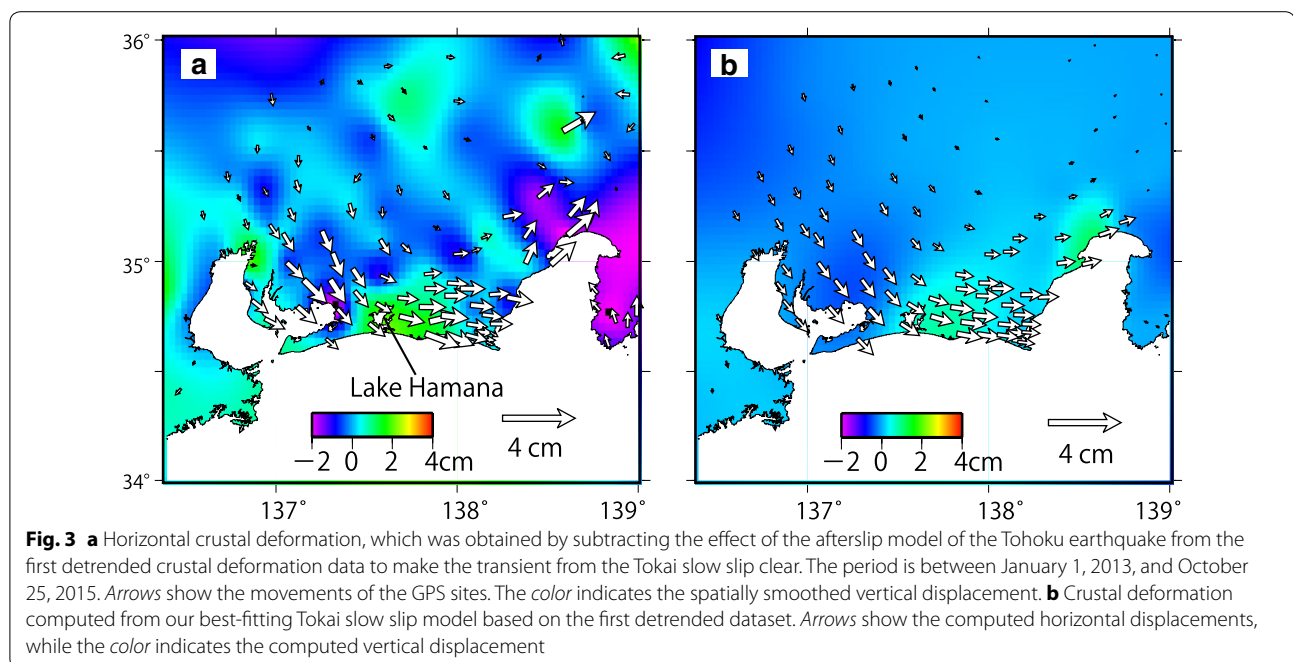 a
b
36°
35°
34°
Lake Hamana
−2 0 2 4cm
4 cm
−2 0 2 4cm
4 cm
137° 138° 139°
137° 138° 139°
Fig. 3 a Horizontal crustal deformation, which was obtained by subtracting the effect of the afterslip model of the Tohoku earthquake from the
first detrended crustal deformation data to make the transient from the Tokai slow slip clear. The period is between January 1, 2013, and October
25, 2015. Arrows show the movements of the GPS sites. The color indicates the spatially smoothed vertical displacement. b Crustal deformation
computed from our best-fitting Tokai slow slip model based on the first detrended dataset. Arrows show the computed horizontal displacements,
while the color indicates the computed vertical displacement